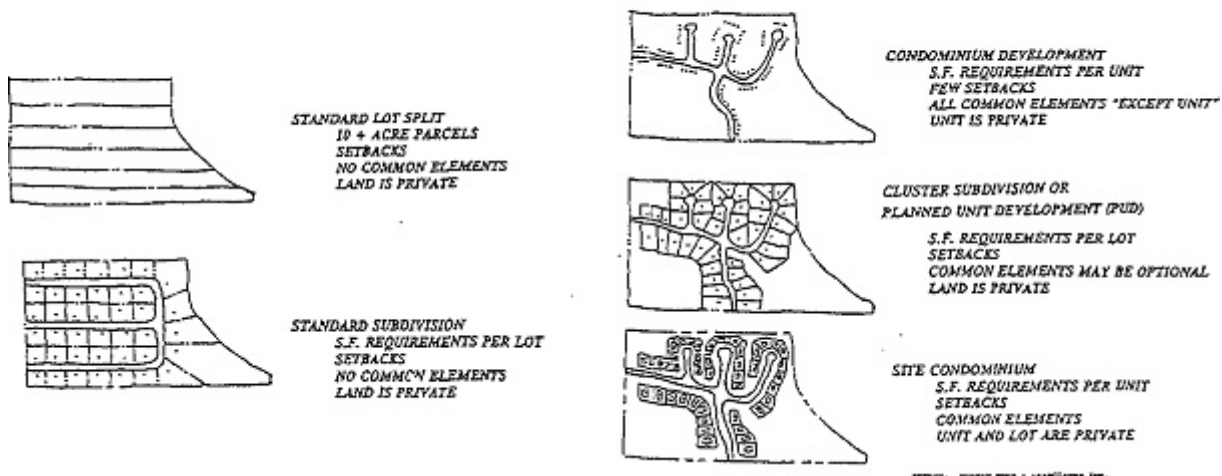 STANDARD LOT SPLIT
10 + ACRE PARCELS
SETBACKS
NO COMMON ELEMENTS
LAND IS PRIVATE
STANDARD SUBDIVISION
S.F. REQUIREMENTS PER LOT
SETBACKS
NO COMMON ELEMENTS
LAND IS PRIVATE
CONDOMINIUM DEVELOPMENT
S.F. REQUIREMENTS PER UNIT
FEW SETBACKS
ALL COMMON ELEMENTS "EXCEPT UNIT"
UNIT IS PRIVATE
CLUSTER SUBDIVISION OR
PLANNED UNIT DEVELOPMENT (PUD)
S.F. REQUIREMENTS PER LOT
SETBACKS
COMMON ELEMENTS MAY BE OPTIONAL
LAND IS PRIVATE
SITE CONDOMINIUM
S.F. REQUIREMENTS PER UNIT
SETBACKS
COMMON ELEMENTS
UNIT AND LOT ARE PRIVATE